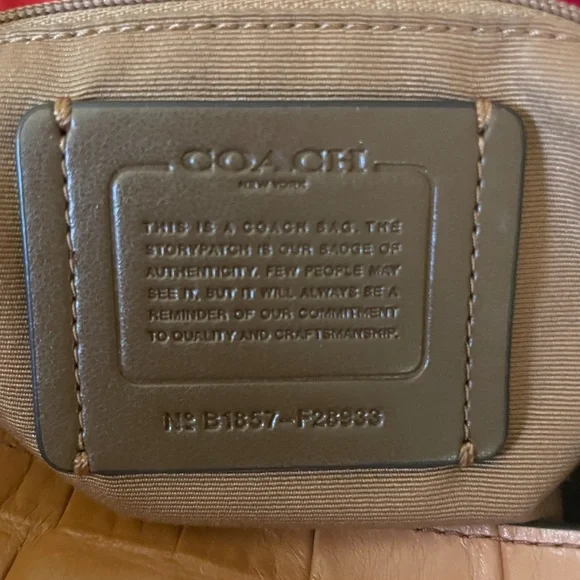 COACH
NEW YORK
THIS IS A COACH BAG. THE
STORYPATCH IS OUR BADGE OF
AUTHENTICITY. FEW PEOPLE MAY
SEE IT, BUT IT WILL ALWAYS BE A
REMINDER OF OUR COMMITMENT
TO QUALITY AND CRAFTSMANSHIP.
Nº B1857-F28933